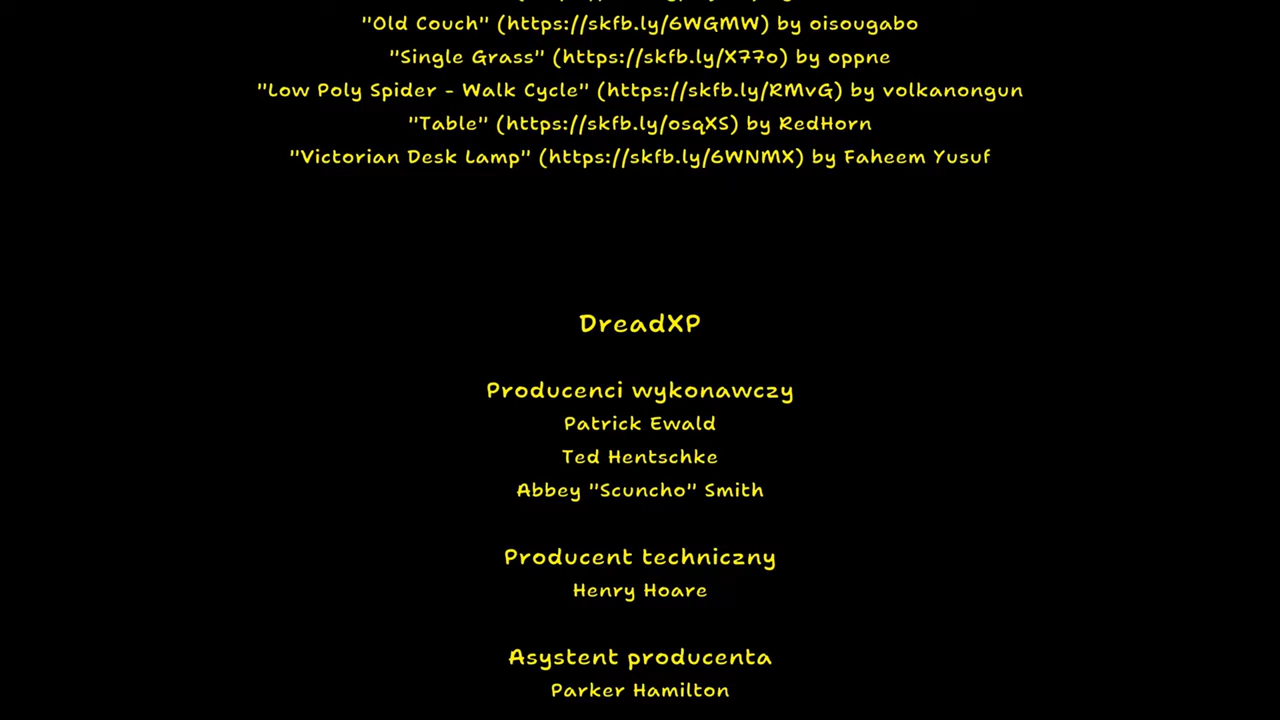 "Old Couch" (https://skfb.ly/6WGMW) by oisougabo
"Single Grass" (https://skfb.ly/X77o) by oppne
"Low Poly Spider - Walk Cycle" (https://skfb.ly/RMvG) by volkanongun
"Table" (https://skfb.ly/osqXS) by RedHorn
"Victorian Desk Lamp" (https://skfb.ly/6WNMX) by Faheem Yusuf
DreadXP
Producenci wykonawczy
Patrick Ewald
Ted Hentschke
Abbey "Scuncho" Smith
Producent techniczny
Henry Hoare
Asystent producenta
Parker Hamilton